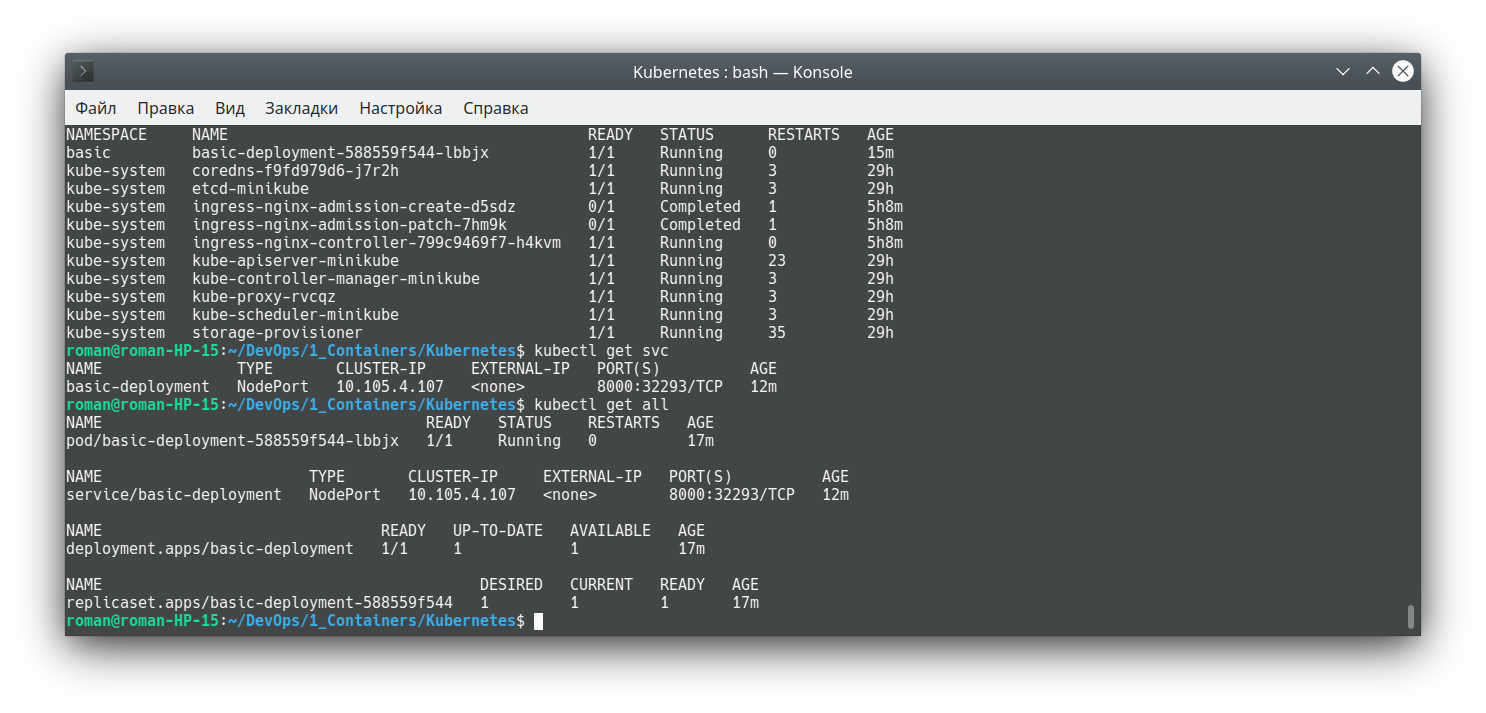 Kubernetes : bash — Konsole
Файл Правка Вид Закладки Настройка Справка
NAMESPACE     NAME                                        READY   STATUS      RESTARTS   AGE
basic         basic-deployment-588559f544-lbbjx           1/1     Running     0          15m
kube-system   coredns-f9fd979d6-j7r2h                     1/1     Running     3          29h
kube-system   etcd-minikube                               1/1     Running     3          29h
kube-system   ingress-nginx-admission-create-d5sdz        0/1     Completed   1          5h8m
kube-system   ingress-nginx-admission-patch-7hm9k         0/1     Completed   1          5h8m
kube-system   ingress-nginx-controller-799c9469f7-h4kvm   1/1     Running     0          5h8m
kube-system   kube-apiserver-minikube                     1/1     Running     23         29h
kube-system   kube-controller-manager-minikube            1/1     Running     3          29h
kube-system   kube-proxy-rvcqz                            1/1     Running     3          29h
kube-system   kube-scheduler-minikube                     1/1     Running     3          29h
kube-system   storage-provisioner                         1/1     Running     35         29h
roman@roman-HP-15:~/DevOps/1_Containers/Kubernetes$ kubectl get svc
NAME               TYPE       CLUSTER-IP     EXTERNAL-IP   PORT(S)          AGE
basic-deployment   NodePort   10.105.4.107   <none>        8000:32293/TCP   12m
roman@roman-HP-15:~/DevOps/1_Containers/Kubernetes$ kubectl get all
NAME                                    READY   STATUS    RESTARTS   AGE
pod/basic-deployment-588559f544-lbbjx   1/1     Running   0          17m
NAME                       TYPE       CLUSTER-IP     EXTERNAL-IP   PORT(S)          AGE
service/basic-deployment   NodePort   10.105.4.107   <none>        8000:32293/TCP   12m
NAME                               READY   UP-TO-DATE   AVAILABLE   AGE
deployment.apps/basic-deployment   1/1     1            1           17m
NAME                                          DESIRED   CURRENT   READY   AGE
replicaset.apps/basic-deployment-588559f544   1         1         1       17m
roman@roman-HP-15:~/DevOps/1_Containers/Kubernetes$